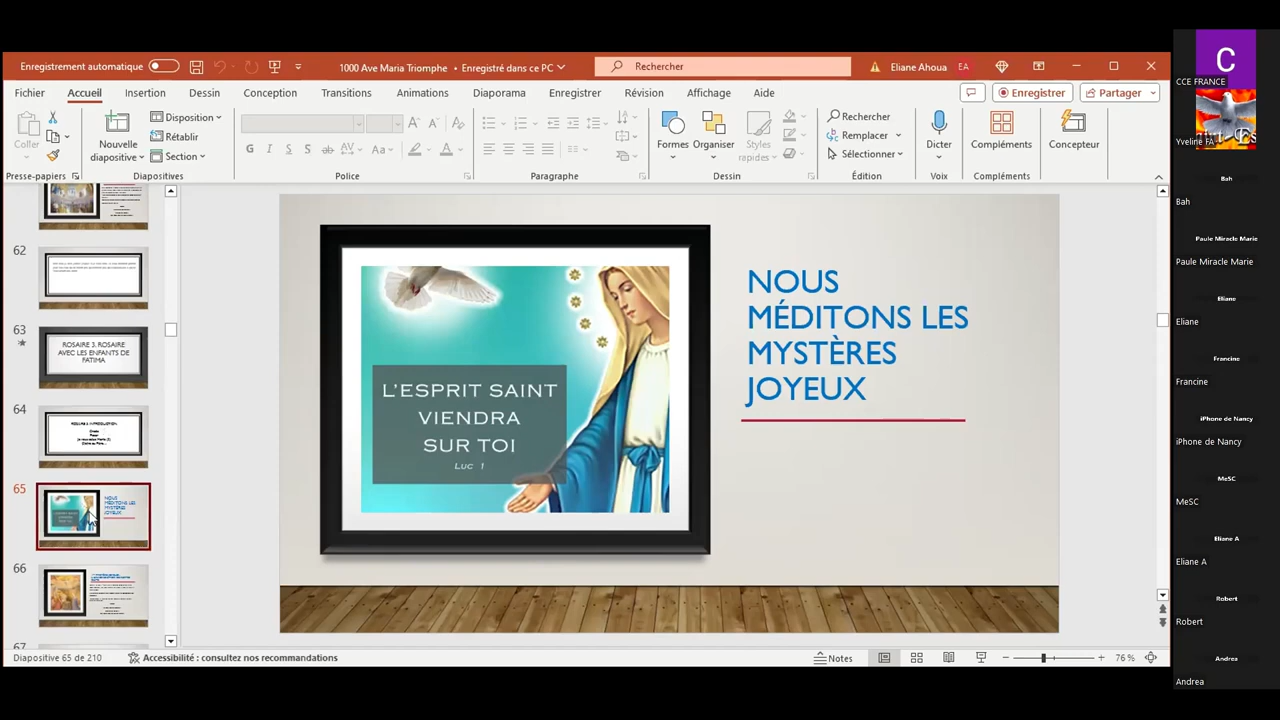 Enregistrement automatique
1000 Ave Maria Triomphe • Enregistré dans ce PC
Rechercher
Eliane Ahoua
EA
Fichier
Accueil
Insertion
Dessin
Conception
Transitions
Animations
Diaporama
Enregistrer
Révision
Affichage
Aide
Enregistrer
Partager
Coller
Presse-papiers
Nouvelle
diapositive
Disposition
Rétablir
Section
Diapositives
G I S S ab AV Aa A
Police
Paragraphe
Formes
Organiser
Styles
rapides
Dessin
Rechercher
Remplacer
Sélectionner
Édition
Dicter
Voix
Compléments
Compléments
Concepteur
62
63
ROSAIRE 3. ROSAIRE
AVEC LES ENFANTS DE
FATIMA
64
65
NOUS
MÉDITONS LES
MYSTÈRES
JOYEUX
66
67
L'ESPRIT SAINT
VIENDRA
SUR TOI
Luc 1
NOUS
MÉDITONS LES
MYSTÈRES
JOYEUX
Diapositive 65 de 210
Accessibilité : consultez nos recommandations
Notes
76 %
C
CCE FRANCE
Yveline FA
Bah
Bah
Paule Miracle Marie
Paule Miracle Marie
Eliane
Eliane
Francine
Francine
iPhone de Nancy
iPhone de Nancy
MeSC
MeSC
Eliane A
Eliane A
Robert
Robert
Andrea
Andrea